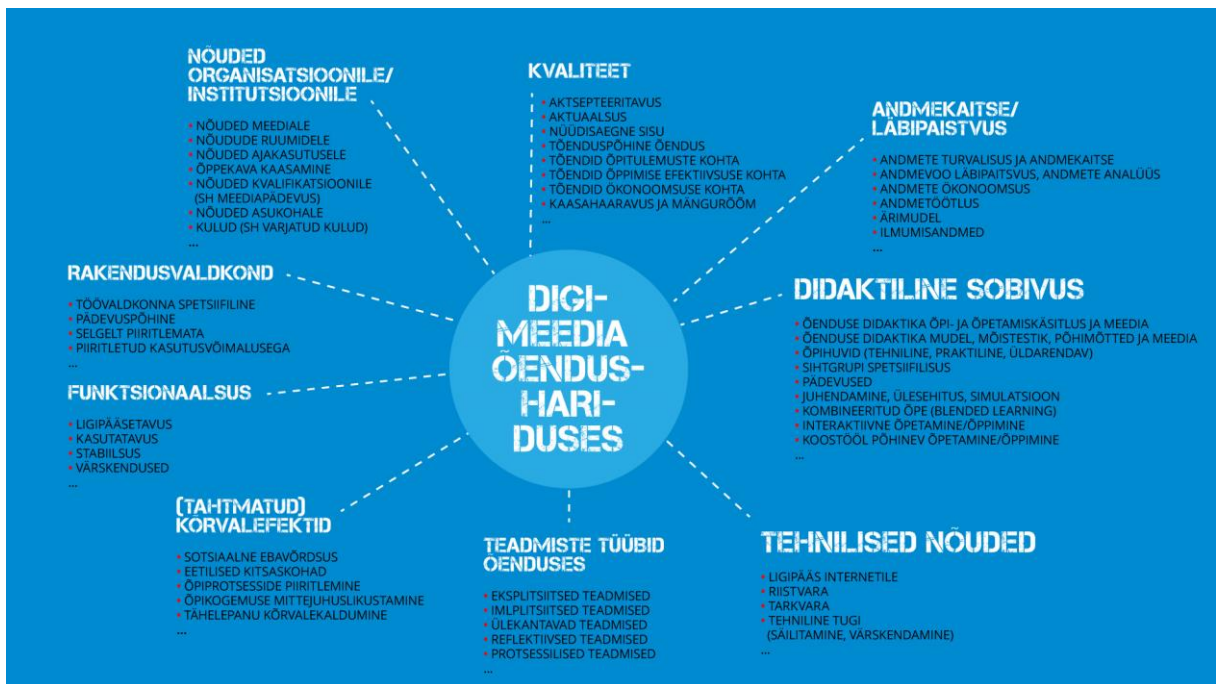 NÕUDED
ORGANISATSIOONILE/
INSTITUTSIOONILE
• NÕUDED MEEDIALE
• NÕUDUDE RUUMIDELE
• NÕUDED AJAKASUTUSELE
• ÕPPEKAVA KAASAMINE
• NÕUDED KVALIFIKATSIOONILE
(SH MEEDIAPÄDEVUS)
• NÕUDED ASUKOHALE
• KULUD (SH VARJATUD KULUD)
...
KVALITEET
• AKTSEPTEERITAVUS
• AKTUAALSUS
• NÜÜDISAEGNE SISU
• TÕENDUSPÕHINE ÕENDUS
• TÕENDID ÕPITULEMUSTE KOHTA
• TÕENDID ÕPPIMISE EFEKTIIVSUSE KOHTA
• TÕENDID ÖKONOOMSUSE KOHTA
• KAASAHAARAVUS JA MÄNGURÕÕM
...
ANDMEKAITSE/
LÄBIPAISTVUS
• ANDMETE TURVALISUS JA ANDMEKAITSE
• ANDMEVOO LÄBIPAITSVUS, ANDMETE ANALÜÜS
• ANDMETE ÖKONOOMSUS
• ANDMETÖÖTLUS
• ÄRIMUDEL
• ILMUMISANDMED
...
RAKENDUSVALDKOND
• TÖÖVALDKONNA SPETSIIFILINE
• PÄDEVUSPÕHINE
• SELGELT PIIRITLEMATA
• PIIRITLETUD KASUTUSVÕIMALUSEGA
...
DIGI-
MEEDIA
ÕENDUS-
HARI-
DUSES
DIDAKTILINE SOBIVUS
• ÕENDUSE DIDAKTIKA ÕPI- JA ÕPETAMISKÄSITLUS JA MEEDIA
• ÕENDUSE DIDAKTIKA MUDEL, MÕISTESTIK, PÕHIMÕTTED JA MEEDIA
• ÕPIHUVID (TEHNILINE, PRAKTILINE, ÜLDARENDAV)
• SIHTGRUPI SPETSIIFILISUS
• PÄDEVUSED
• JUHENDAMINE, ÜLESEHITUS, SIMULATSIOON
• KOMBINEERITUD ÕPE (BLENDED LEARNING)
• INTERAKTIIVNE ÕPETAMINE/ÕPPIMINE
• KOOSTÖÖL PÕHINEV ÕPETAMINE/ÕPPIMINE
...
FUNKTSIONAALSUS
• LIGIPÄÄSETAVUS
• KASUTATAVUS
• STABIILSUS
• VÄRSKENDUSED
...
(TAHTMATUD)
KÕRVALEFEKTID
• SOTSIAALNE EBAVÕRDSUS
• EETILISED KITSASKOHAD
• ÕPIPROTSESSIDE PIIRITLEMINE
• ÕPIKOGEMUSE MITTEJUHUSLIKUSTAMINE
• TÄHELEPANU KÕRVALEKALDUMINE
...
TEADMISTE TÜÜBID
ÕENDUSES
• EKSPLITSIITSED TEADMISED
• IMLPLITSIITSED TEADMISED
• ÜLEKANTAVAD TEADMISED
• REFLEKTIIVSED TEADMISED
• PROTSESSILISED TEADMISED
...
TEHNILISED NÕUDED
• LIGIPÄÄS INTERNETILE
• RIISTVARA
• TARKVARA
• TEHNILINE TUGI
(SÄILITAMINE, VÄRSKENDAMINE)
...